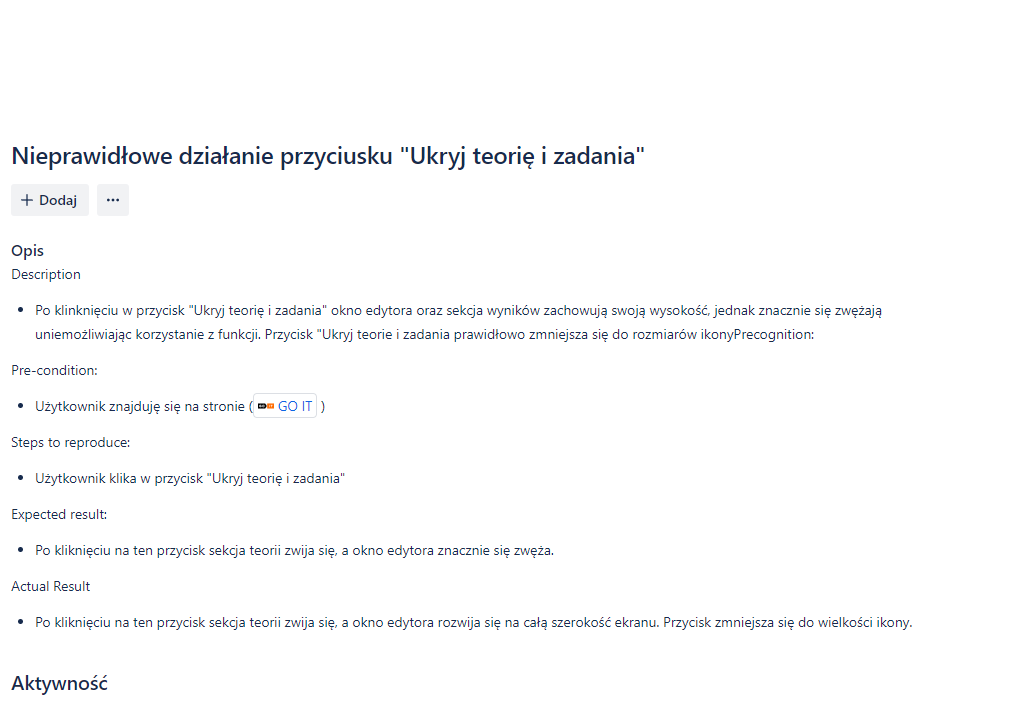 Nieprawidłowe działanie przyciusku "Ukryj teorię i zadania"
+ Dodaj ···
Opis
Description
• Po klinknięciu w przycisk "Ukryj teorię i zadania" okno edytora oraz sekcja wyników zachowują swoją wysokość, jednak znacznie się zwężają
uniemożliwiając korzystanie z funkcji. Przycisk "Ukryj teorie i zadania prawidłowo zmniejsza się do rozmiarów ikonyPrecognition:
Pre-condition:
• Użytkownik znajduję się na stronie ( GO IT )
Steps to reproduce:
• Użytkownik klika w przycisk "Ukryj teorię i zadania"
Expected result:
• Po kliknięciu na ten przycisk sekcja teorii zwija się, a okno edytora znacznie się zwęża.
Actual Result
• Po kliknięciu na ten przycisk sekcja teorii zwija się, a okno edytora rozwija się na całą szerokość ekranu. Przycisk zmniejsza się do wielkości ikony.
Aktywność